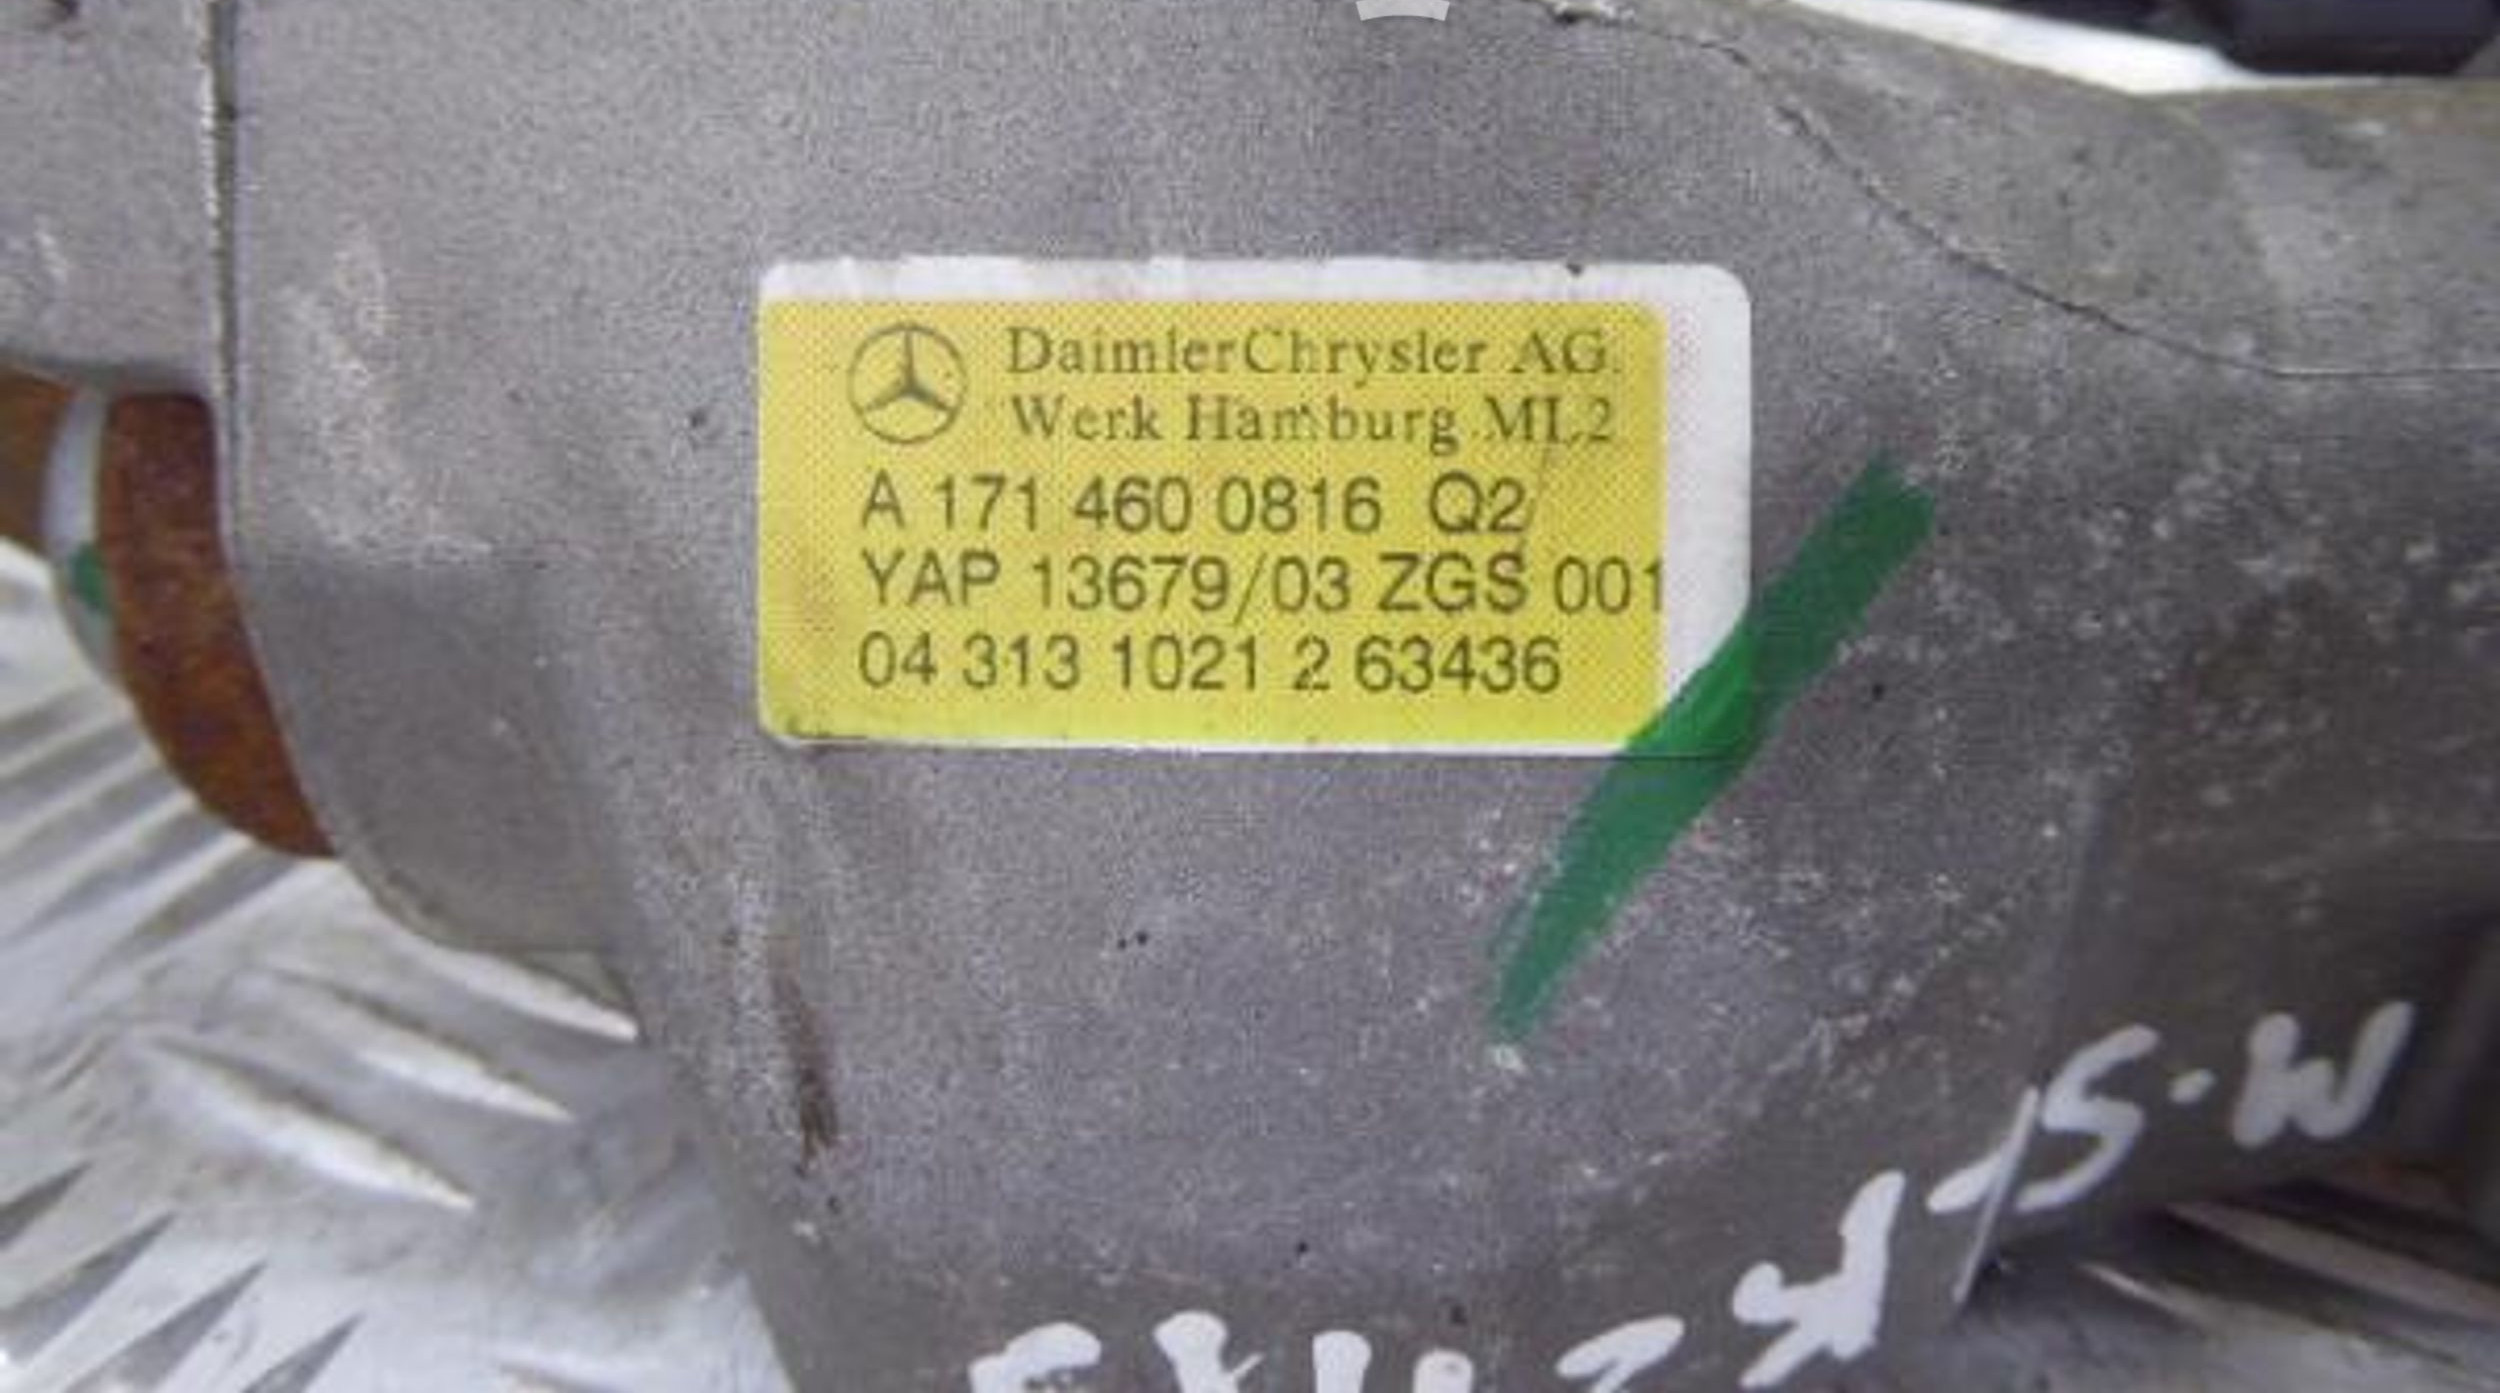 DaimlerChrysler AG.
Werk Hamburg ML2
A 171 460 0816 Q2
YAP 13679/03 ZGS 001
04 313 1021 2 63436